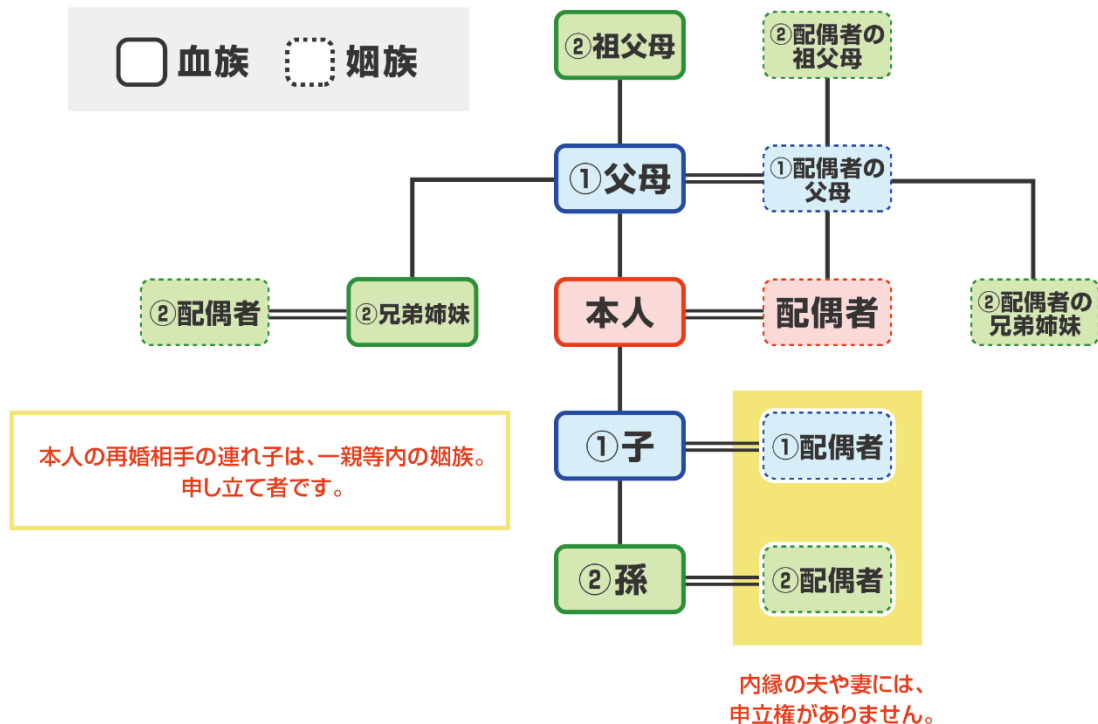 血族
姻族
②祖父母
②配偶者の
祖父母
①父母
①配偶者の
父母
②配偶者
②兄弟姉妹
本人
配偶者
②配偶者の
兄弟姉妹
本人の再婚相手の連れ子は、一親等内の姻族。
申し立て者です。
①子
①配偶者
②孫
②配偶者
内縁の夫や妻には、
申立権がありません。